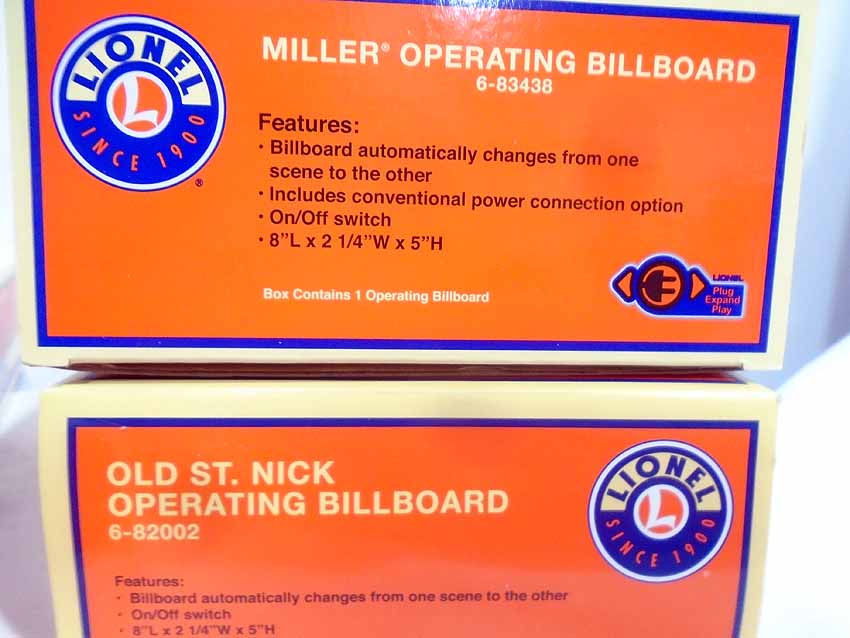 LIONEL
L
SINCE 1900
®
MILLER® OPERATING BILLBOARD
6-83438
Features:
· Billboard automatically changes from one
scene to the other
· Includes conventional power connection option
· On/Off switch
· 8”L x 2 1/4”W x 5”H
Box Contains 1 Operating Billboard
LIONEL
Plug
Expand
Play
OLD ST. NICK
OPERATING BILLBOARD
6-82002
LIONEL
L
SINCE 1900
Features:
· Billboard automatically changes from one scene to the other
· On/Off switch
· 8”L x 2 1/4”W x 5”H